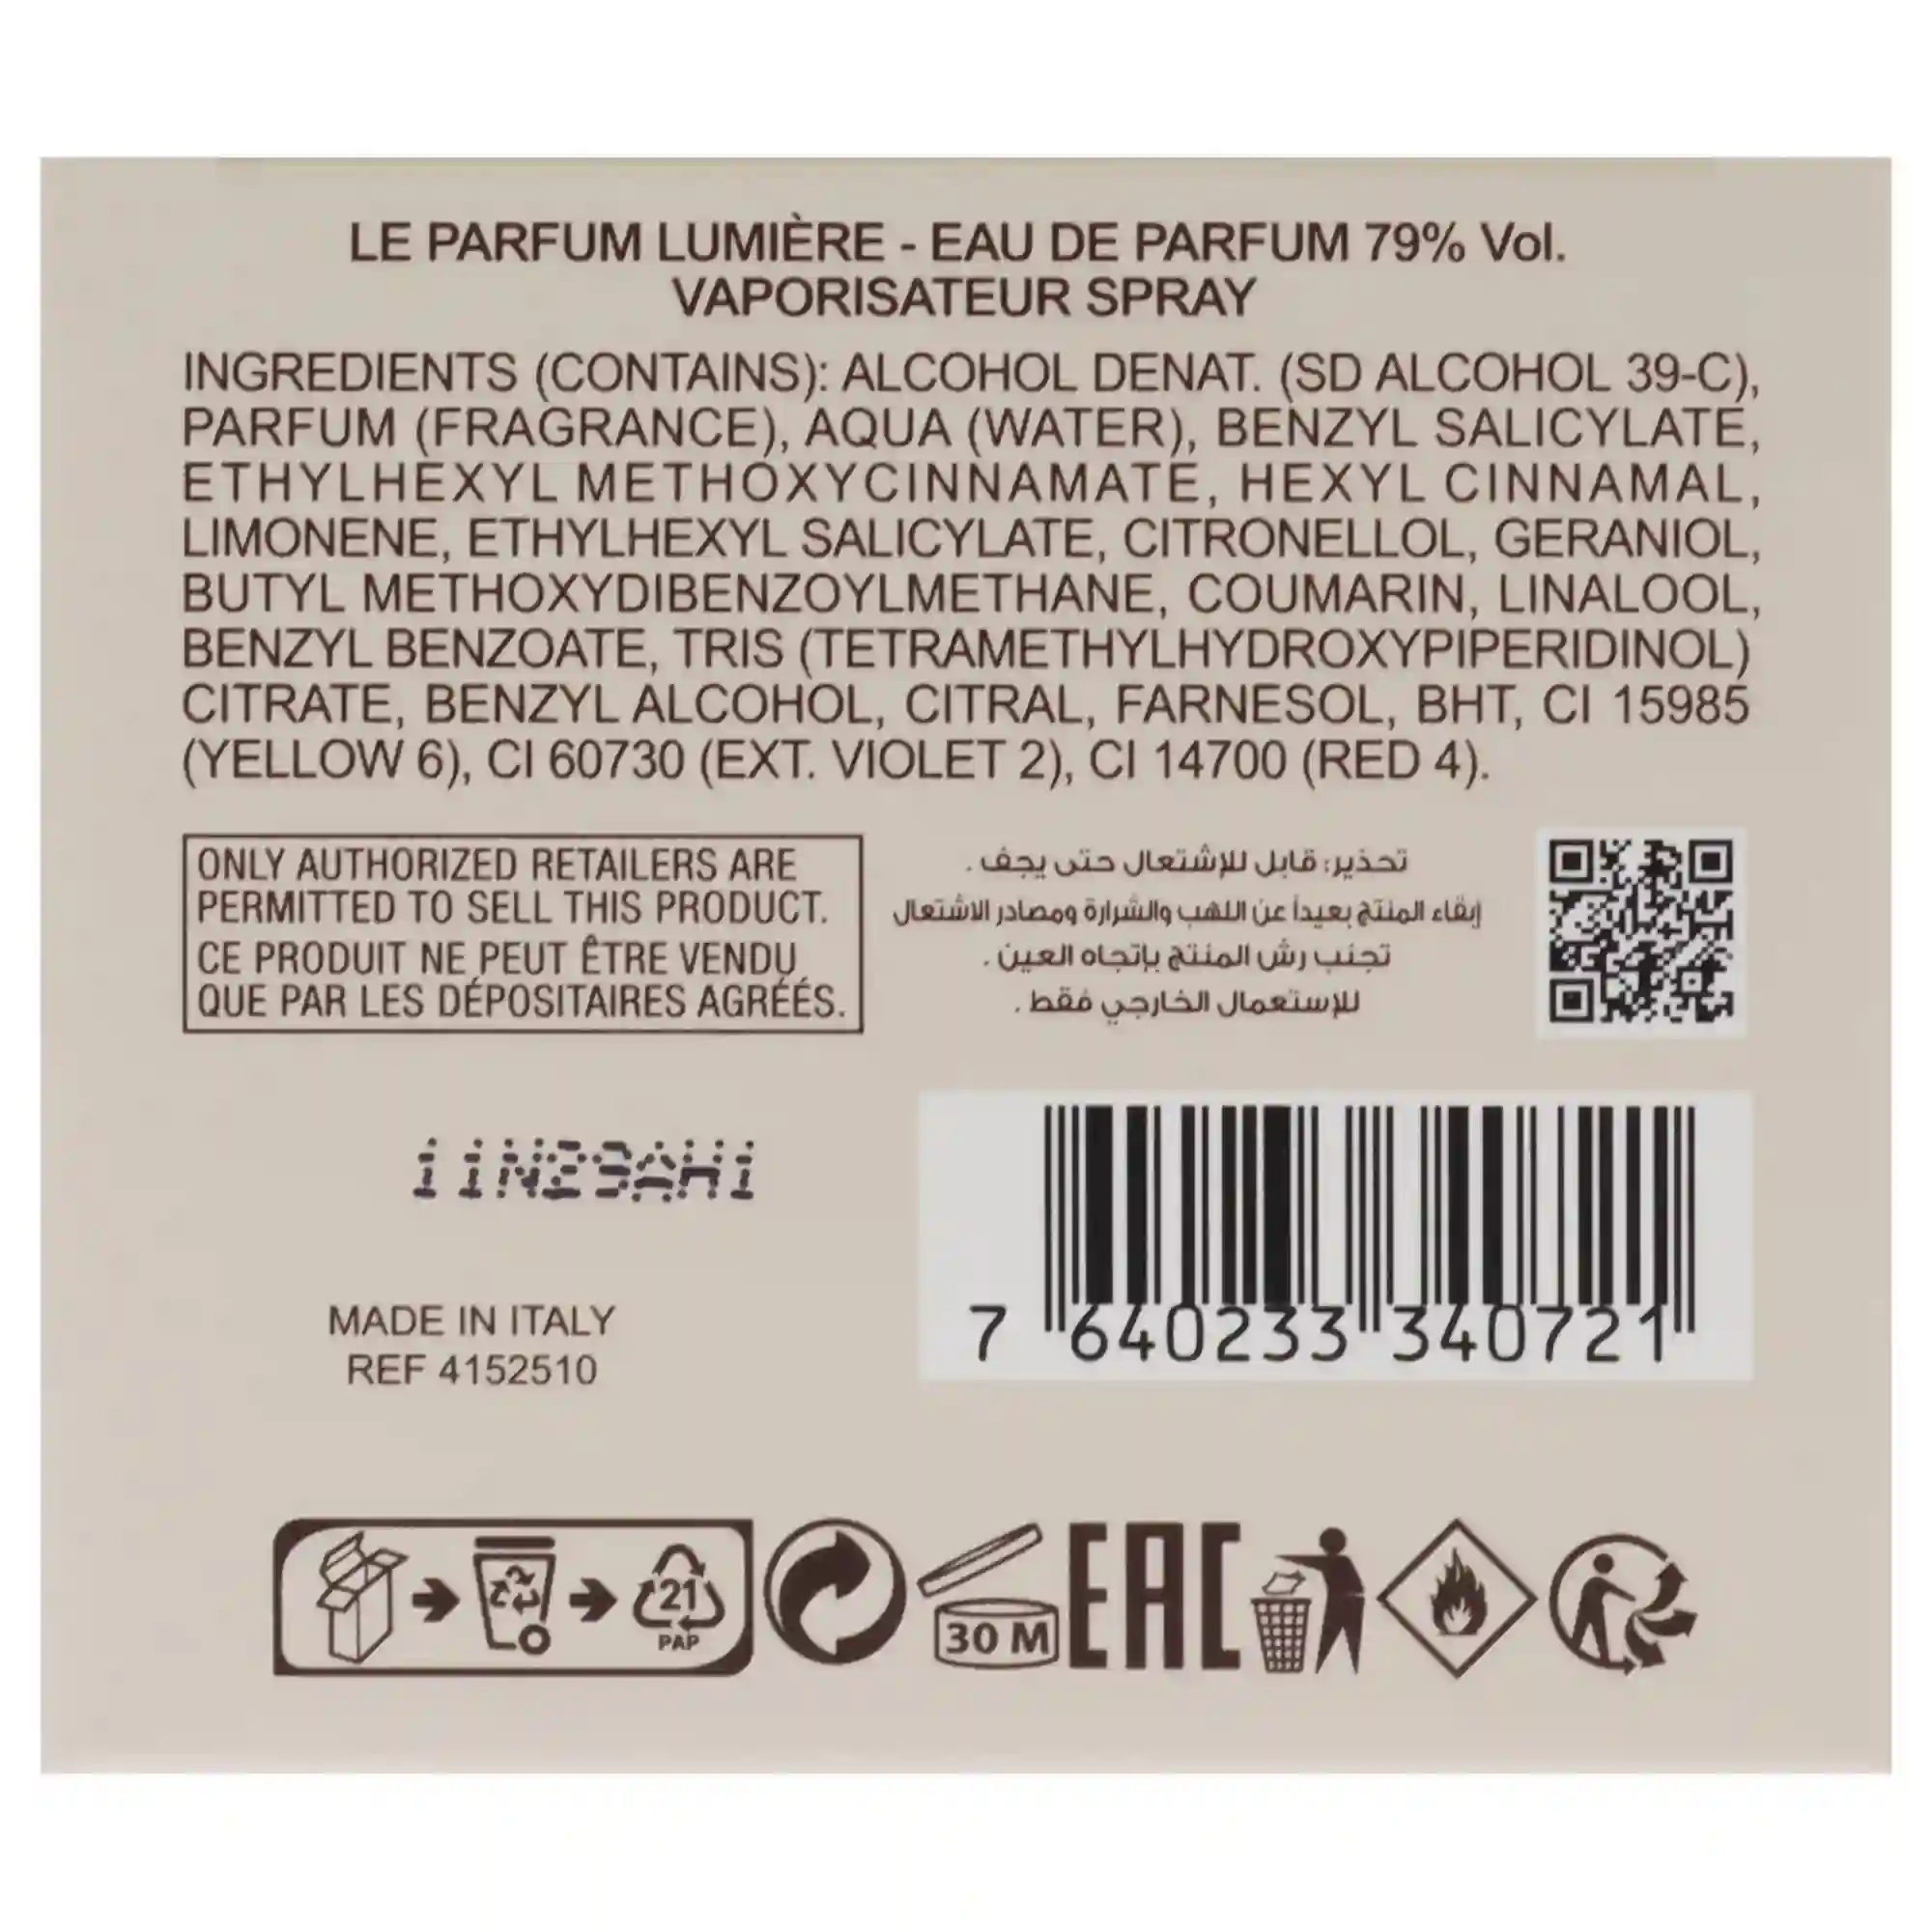 LE PARFUM LUMIÈRE - EAU DE PARFUM 79% Vol.
VAPORISATEUR SPRAY
INGREDIENTS (CONTAINS): ALCOHOL DENAT. (SD ALCOHOL 39-C),
PARFUM (FRAGRANCE), AQUA (WATER), BENZYL SALICYLATE,
ETHYLHEXYL METHOXYCINNAMATE, HEXYL CINNAMAL,
LIMONENE, ETHYLHEXYL SALICYLATE, CITRONELLOL, GERANIOL,
BUTYL METHOXYDIBENZOYLMETHANE, COUMARIN, LINALOOL,
BENZYL BENZOATE, TRIS (TETRAMETHYLHYDROXYPIPERIDINOL)
CITRATE, BENZYL ALCOHOL, CITRAL, FARNESOL, BHT, CI 15985
(YELLOW 6), CI 60730 (EXT. VIOLET 2), CI 14700 (RED 4).
ONLY AUTHORIZED RETAILERS ARE
PERMITTED TO SELL THIS PRODUCT.
CE PRODUIT NE PEUT ÊTRE VENDU
QUE PAR LES DÉPOSITAIRES AGRÉÉS.
تحذير: قابل للإشتعال حتى يجف .
إبقاء المنتج بعيداً عن اللهب والشرارة ومصادر الاشتعال
تجنب رش المنتج بإتجاه العين .
للإستعمال الخارجي فقط .
11N29AH1
MADE IN ITALY
REF 4152510
7 640233 340721
21
PAP
30 M
EAC